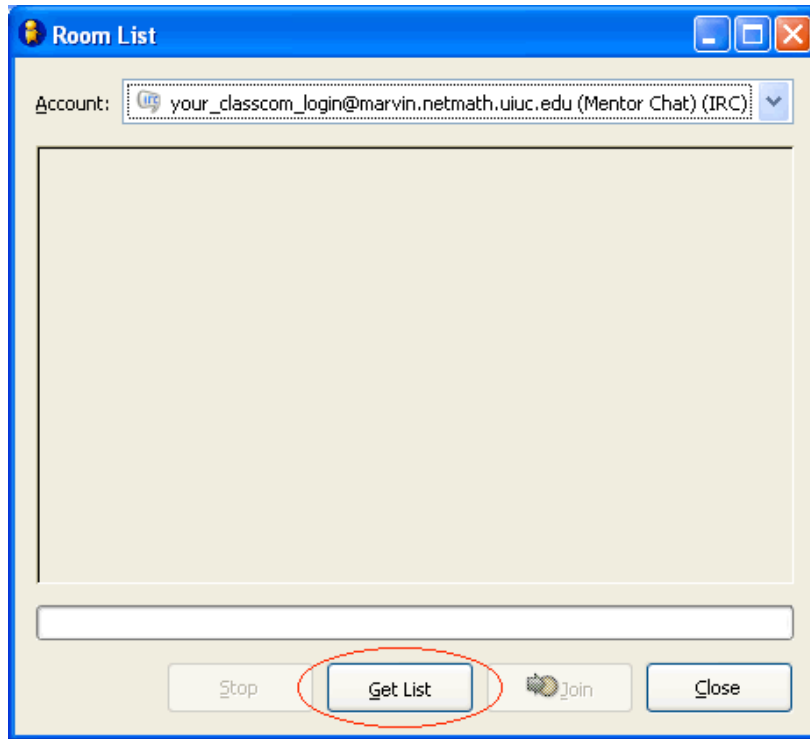 Room List
Account: irc your_classcom_login@marvin.netmath.uiuc.edu (Mentor Chat) (IRC)
Stop Get List Join Close